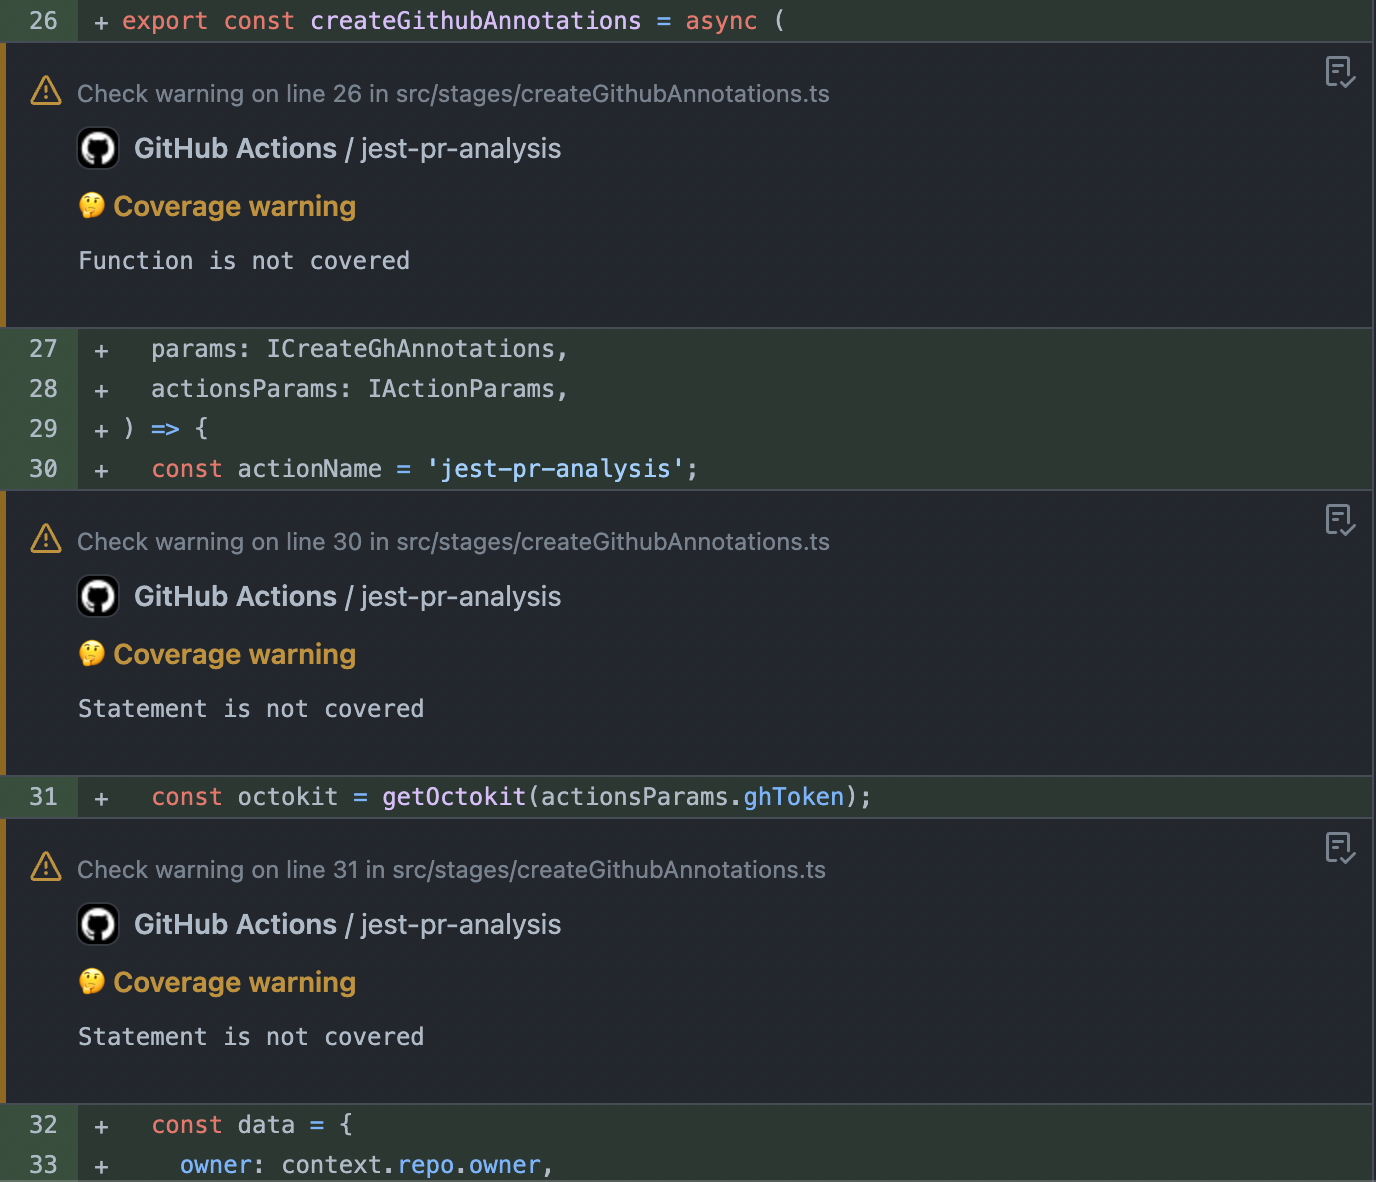 26 + export const createGithubAnnotations = async (
Check warning on line 26 in src/stages/createGithubAnnotations.ts
GitHub Actions / jest-pr-analysis
🤔 Coverage warning
Function is not covered
27 + params: ICreateGhAnnotations,
28 + actionsParams: IActionParams,
29 + ) => {
30 + const actionName = 'jest-pr-analysis';
Check warning on line 30 in src/stages/createGithubAnnotations.ts
GitHub Actions / jest-pr-analysis
🤔 Coverage warning
Statement is not covered
31 + const octokit = getOctokit(actionsParams.ghToken);
Check warning on line 31 in src/stages/createGithubAnnotations.ts
GitHub Actions / jest-pr-analysis
🤔 Coverage warning
Statement is not covered
32 + const data = {
33 + owner: context.repo.owner,